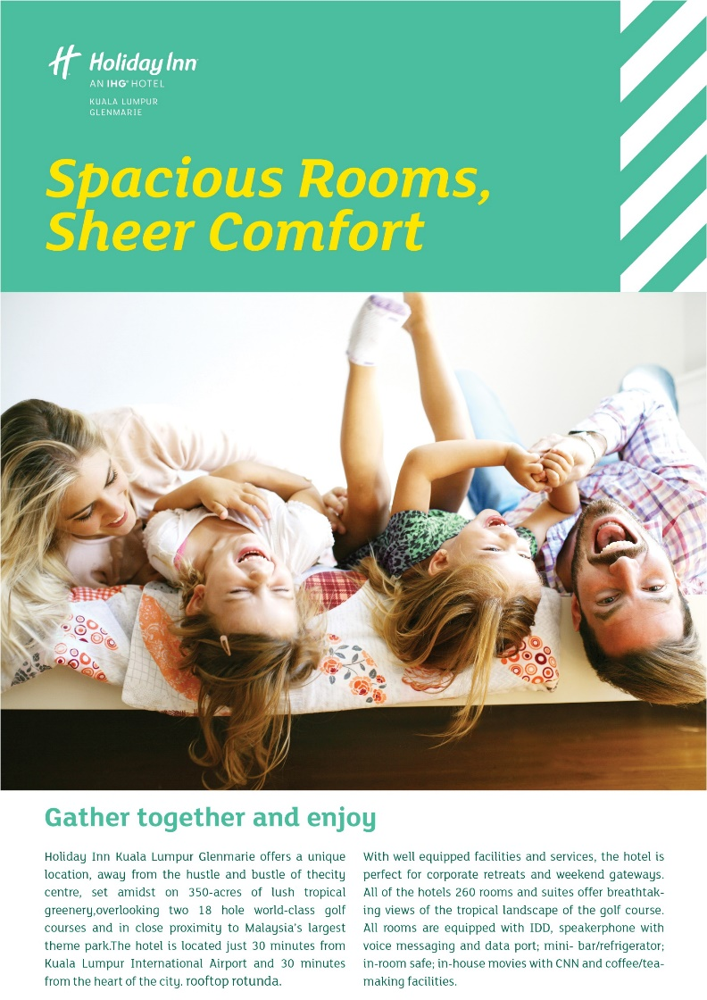 Holiday Inn
AN IHG® HOTEL
KUALA LUMPUR
GLENMARIE
Spacious Rooms,
Sheer Comfort
Gather together and enjoy
Holiday Inn Kuala Lumpur Glenmarie offers a unique
location, away from the hustle and bustle of thecity
centre, set amidst on 350-acres of lush tropical
greenery,overlooking two 18 hole world-class golf
courses and in close proximity to Malaysia's largest
theme park.The hotel is located just 30 minutes from
Kuala Lumpur International Airport and 30 minutes
from the heart of the city. rooftop rotunda.
With well equipped facilities and services, the hotel is
perfect for corporate retreats and weekend gateways.
All of the hotels 260 rooms and suites offer breathtak-
ing views of the tropical landscape of the golf course.
All rooms are equipped with IDD, speakerphone with
voice messaging and data port; mini- bar/refrigerator;
in-room safe; in-house movies with CNN and coffee/tea-
making facilities.